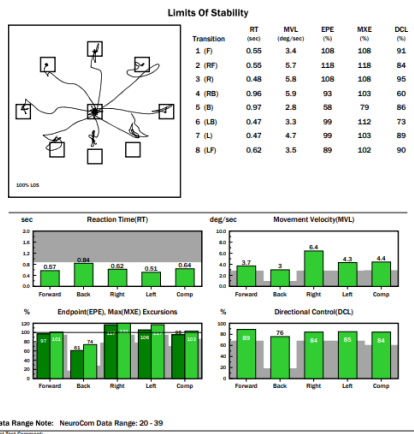 Limits Of Stability
Transition RT (sec) MVL (deg/sec) EPE (%) MXE (%) DCL (%)
1 (F) 0.55 3.4 108 108 91
2 (RF) 0.55 5.7 118 118 84
3 (R) 0.48 5.8 108 108 95
4 (RB) 0.96 5.9 93 103 60
5 (B) 0.97 2.8 58 79 86
6 (LB) 0.47 3.3 99 112 73
7 (L) 0.47 4.7 99 103 89
8 (LF) 0.62 3.5 89 102 90
100% LOS
sec Reaction Time(RT)
2.0
1.6
1.2
0.8
0.4
0.0
0.57 0.84 0.62 0.51 0.64
Forward Back Right Left Comp
deg/sec Movement Velocity(MVL)
10.0
8.0
6.0
4.0
2.0
0.0
3.7 3 6.4 4.3 4.4
Forward Back Right Left Comp
% Endpoint(EPE), Max(MXE) Excursions
120
100
80
60
40
20
0
97 101 61 74 103
Forward Back Right Left Comp
% Directional Control(DCL)
100
80
60
40
20
0
89 76 84 85 84
Forward Back Right Left Comp
Data Range Note: NeuroCom Data Range: 20 - 39